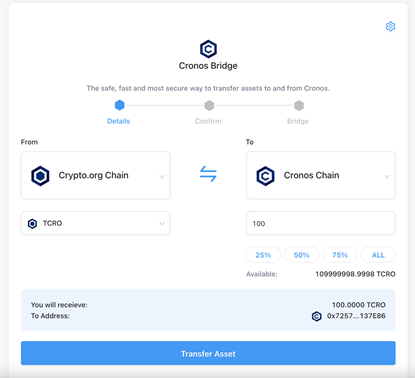 Cronos Bridge
The safe, fast and most secure way to transfer assets to and from Cronos.
Details
Confirm
Bridge
From
To
Crypto.org Chain
Cronos Chain
TCRO
100
25%
50%
75%
ALL
Available:
109999998.9998 TCRO
You will receieve:
100.0000 TCRO
To Address:
0x7257...137E86
Transfer Asset